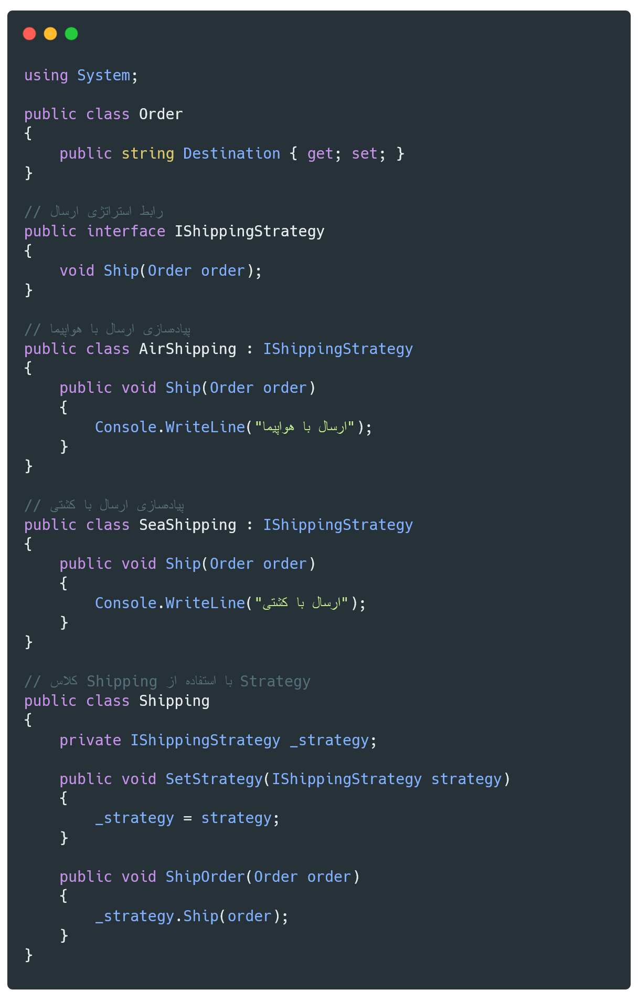 using System;
public class Order
{
    public string Destination { get; set; }
}
// رابط استراتژی ارسال
public interface IShippingStrategy
{
    void Ship(Order order);
}
// پیاده‌سازی ارسال با هواپیما
public class AirShipping : IShippingStrategy
{
    public void Ship(Order order)
    {
        Console.WriteLine("ارسال با هواپیما");
    }
}
// پیاده‌سازی ارسال با کشتی
public class SeaShipping : IShippingStrategy
{
    public void Ship(Order order)
    {
        Console.WriteLine("ارسال با کشتی");
    }
}
// کلاس Shipping با استفاده از Strategy
public class Shipping
{
    private IShippingStrategy _strategy;
    public void SetStrategy(IShippingStrategy strategy)
    {
        _strategy = strategy;
    }
    public void ShipOrder(Order order)
    {
        _strategy.Ship(order);
    }
}